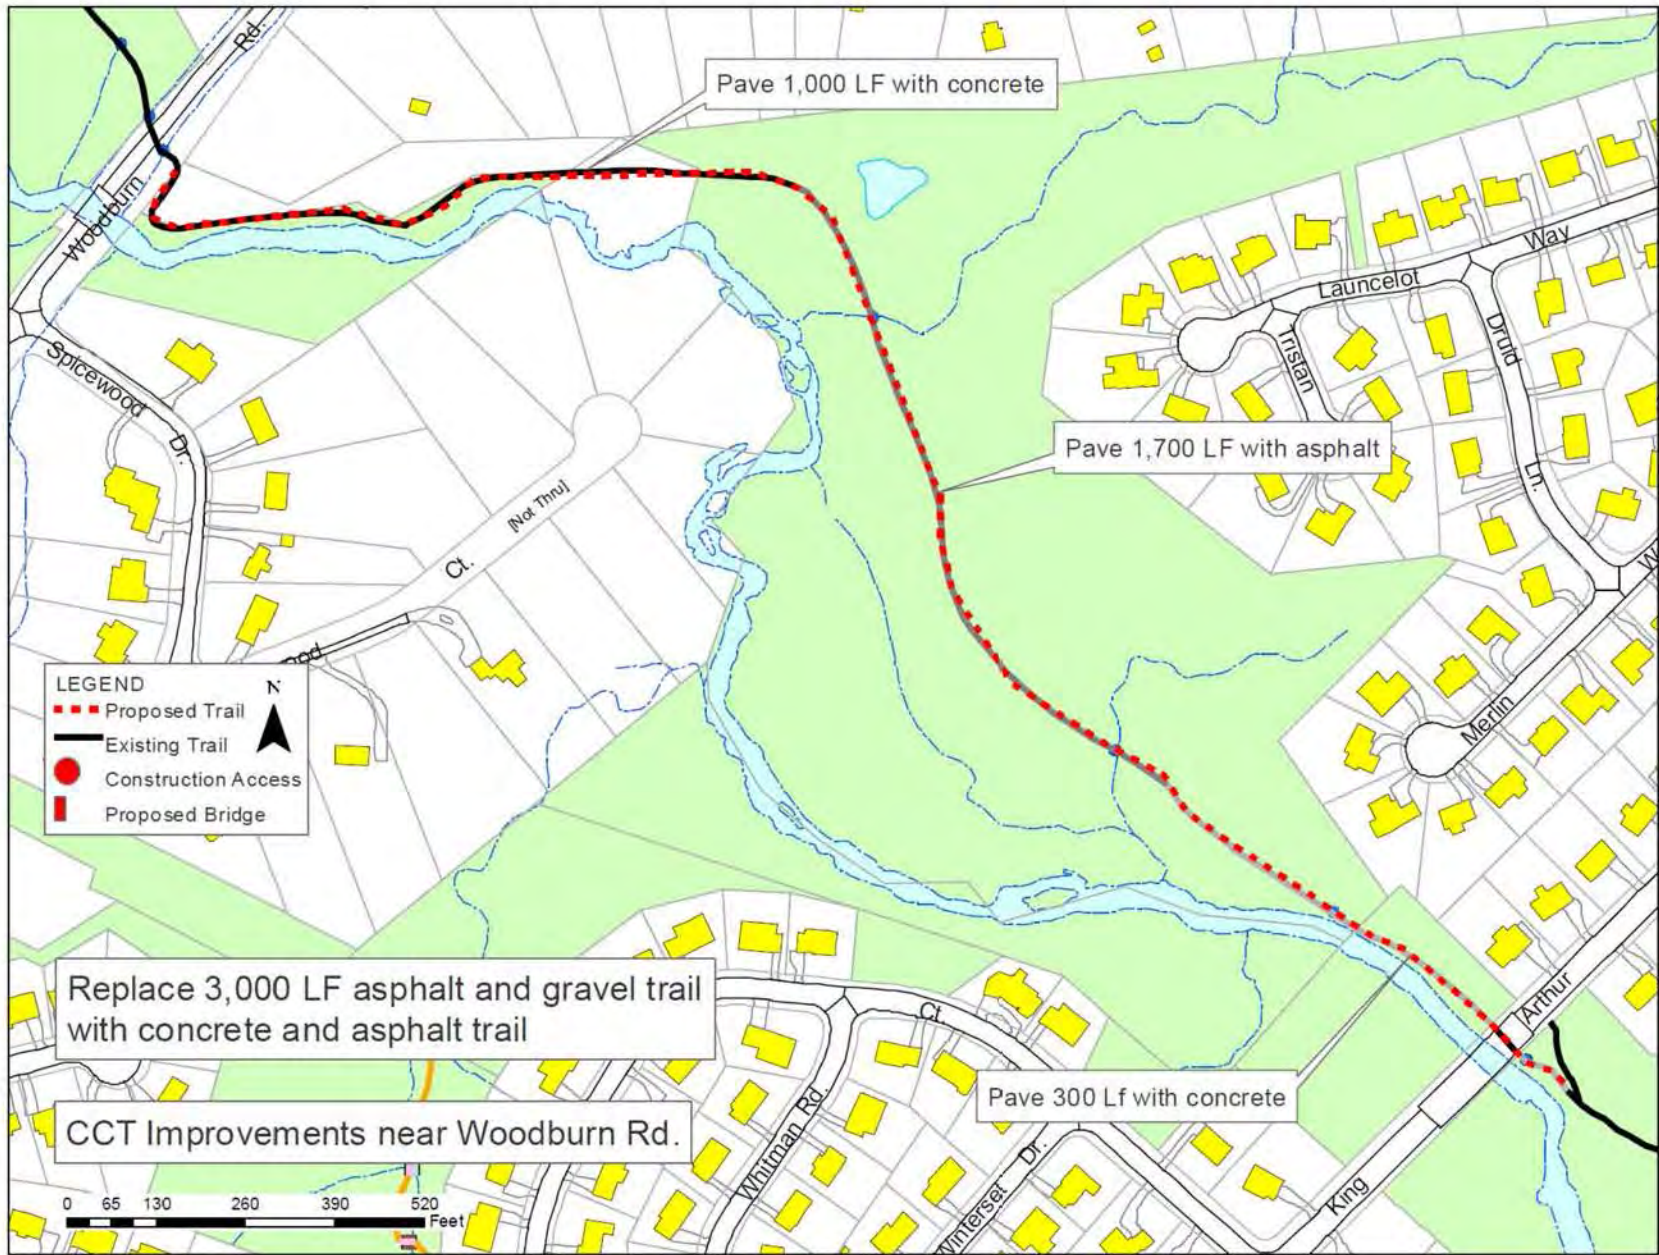 Rd.
Pave 1,000 LF with concrete
Woodburn
Way
Launcelot
Spicewood
Dr.
Tristan
Druid
Ln.
Pave 1,700 LF with asphalt
[Not Thru]
Ct.
Merlin
LEGEND
N
Proposed Trail
Existing Trail
Construction Access
Proposed Bridge
Replace 3,000 LF asphalt and gravel trail
with concrete and asphalt trail
Ct.
Arthur
Pave 300 Lf with concrete
CCT Improvements near Woodburn Rd.
Whitman Rd.
Winterset Dr.
King
0 65 130 260 390 520
Feet